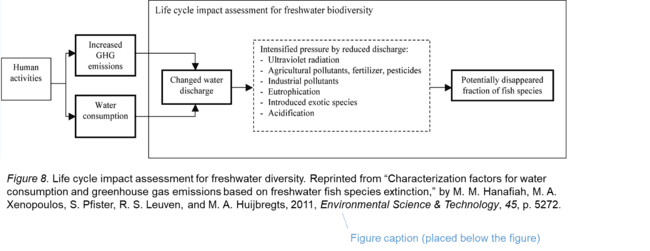 Life cycle impact assessment for freshwater biodiversity
Increased
GHG
emissions
Human
activities
Water
consumption
Changed water
discharge
Intensified pressure by reduced discharge:
- Ultraviolet radiation
- Agricultural pollutants, fertilizer, pesticides
- Industrial pollutants
- Eutrophication
- Introduced exotic species
- Acidification
Potentially disappeared
fraction of fish species
Figure 8. Life cycle impact assessment for freshwater diversity. Reprinted from “Characterization factors for water
consumption and greenhouse gas emissions based on freshwater fish species extinction,” by M. M. Hanafiah, M. A.
Xenopoulos, S. Pfister, R. S. Leuven, and M. A. Huijbregts, 2011, Environmental Science & Technology, 45, p. 5272.
Figure caption (placed below the figure)